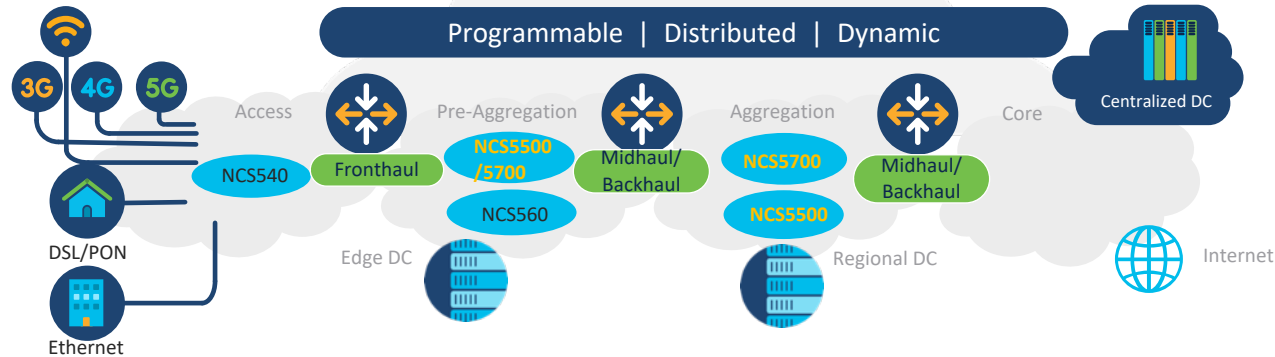 Programmable | Distributed | Dynamic
3G 4G 5G
Centralized DC
Access
Pre-Aggregation
Aggregation
Core
NCS540
Fronthaul
NCS5500
/5700
NCS560
Midhaul/
Backhaul
NCS5700
NCS5500
Midhaul/
Backhaul
DSL/PON
Edge DC
Regional DC
Internet
Ethernet